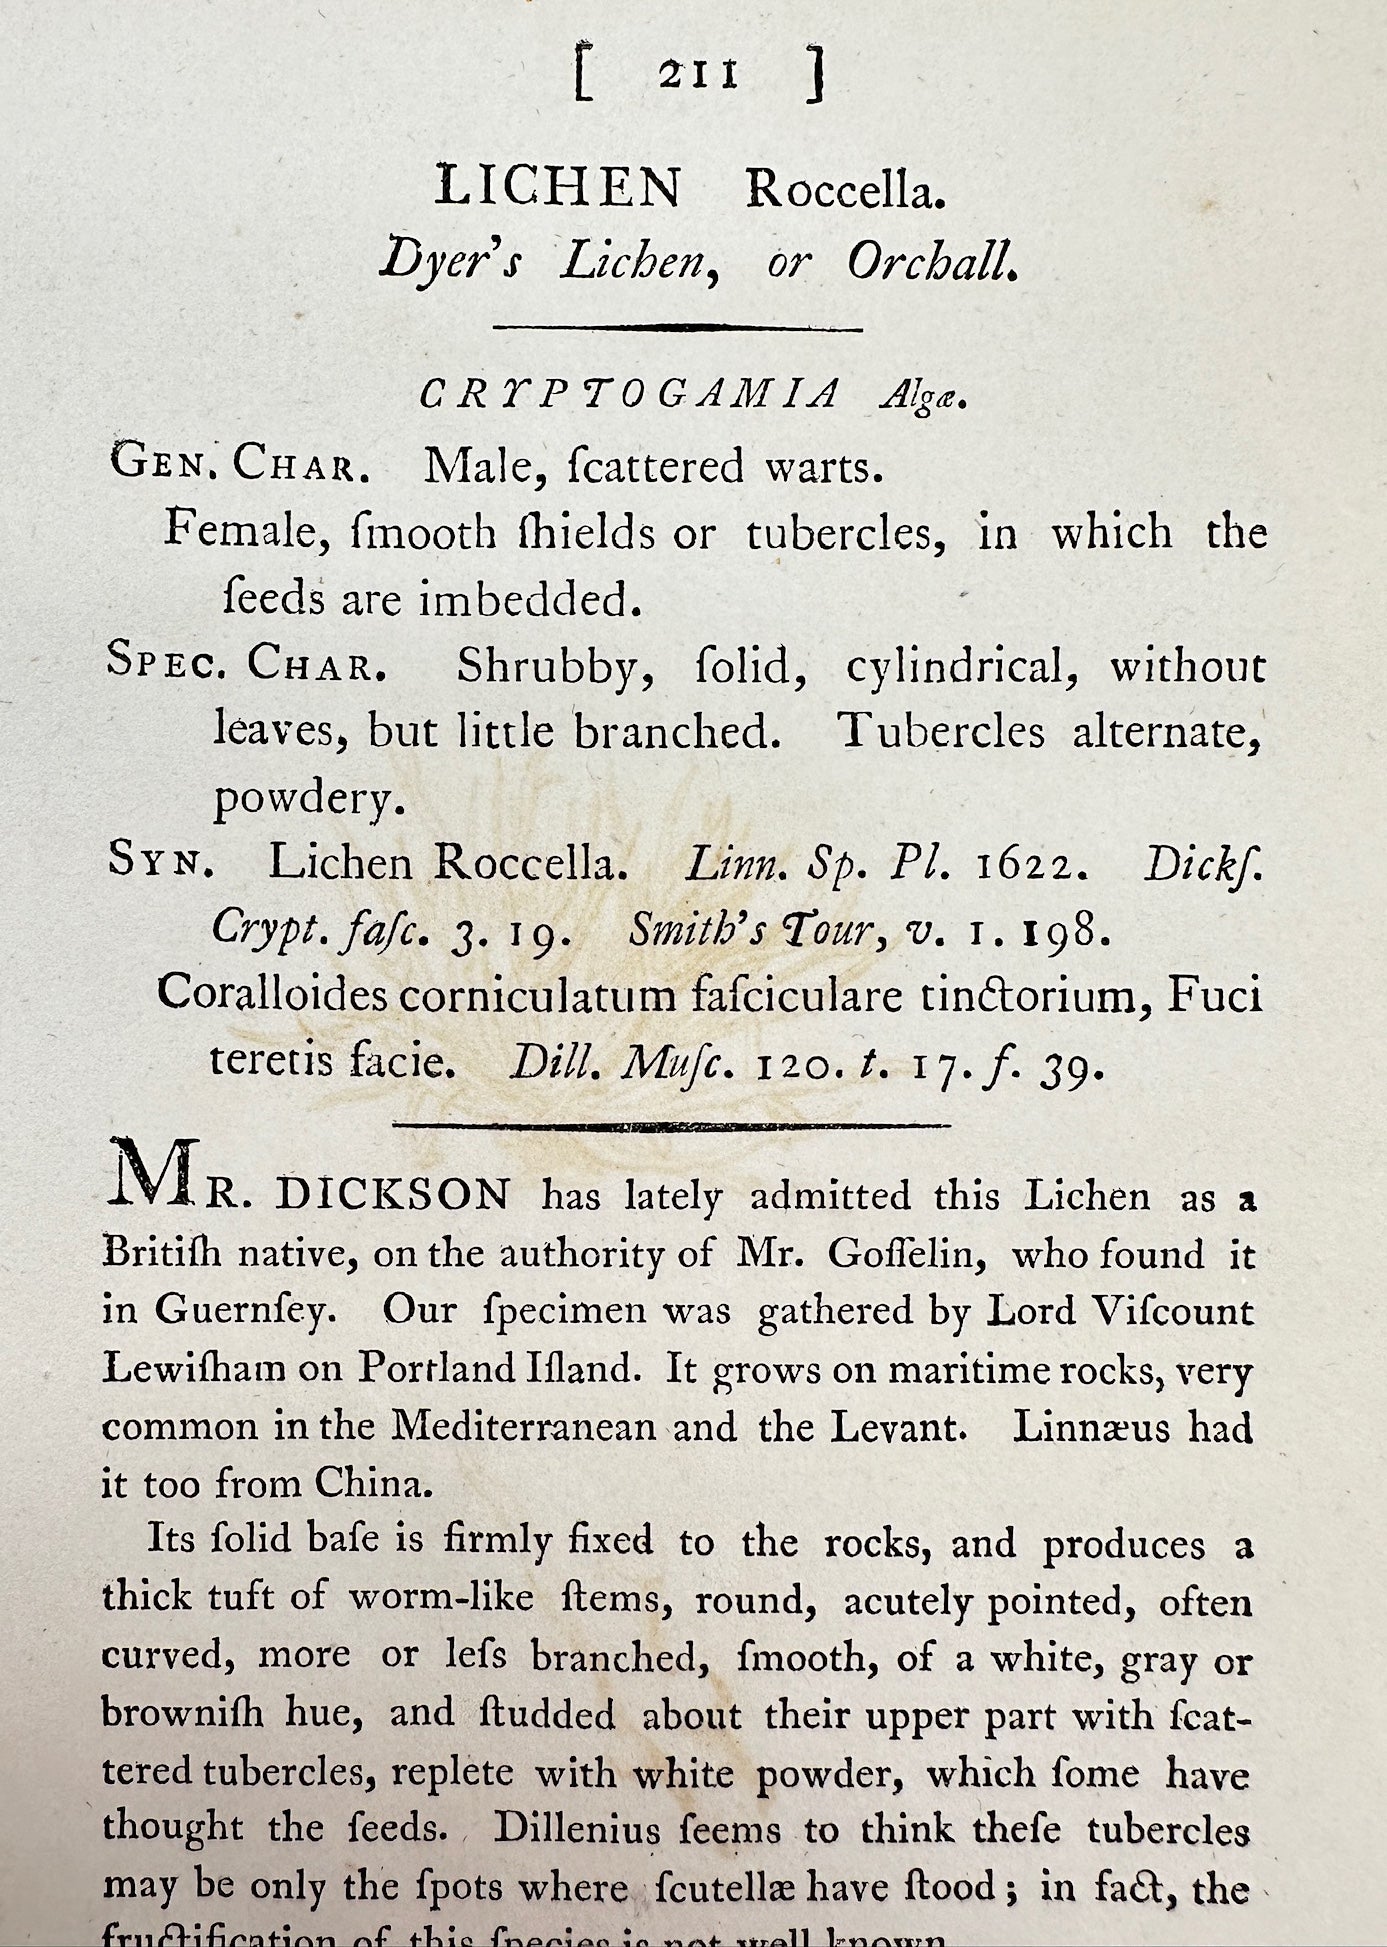 [ 211 ]
LICHEN Roccella.
Dyer's Lichen, or Orchall.
CRYPTOGAMIA Algæ.
GEN. CHAR. Male, ſcattered warts.
Female, ſmooth ſhields or tubercles, in which the
ſeeds are imbedded.
SPEC. CHAR. Shrubby, ſolid, cylindrical, without
leaves, but little branched. Tubercles alternate,
powdery.
SYN. Lichen Roccella. Linn. Sp. Pl. 1622. Dickſ.
Crypt. faſc. 3. 19. Smith's Tour, v. 1. 198.
Coralloides corniculatum faſciculare tinctorium, Fuci
teretis facie. Dill. Muſc. 120. t. 17. f. 39.
MR. DICKSON has lately admitted this Lichen as a
Britiſh native, on the authority of Mr. Goſſelin, who found it
in Guernſey. Our ſpecimen was gathered by Lord Viſcount
Lewiſham on Portland Iſland. It grows on maritime rocks, very
common in the Mediterranean and the Levant. Linnæus had
it too from China.
Its ſolid baſe is firmly fixed to the rocks, and produces a
thick tuft of worm-like ſtems, round, acutely pointed, often
curved, more or leſs branched, ſmooth, of a white, gray or
browniſh hue, and ſtudded about their upper part with ſcat-
tered tubercles, replete with white powder, which ſome have
thought the ſeeds. Dillenius ſeems to think theſe tubercles
may be only the ſpots where ſcutellæ have ſtood; in fact, the
fructification of this ſpecies is not well known.